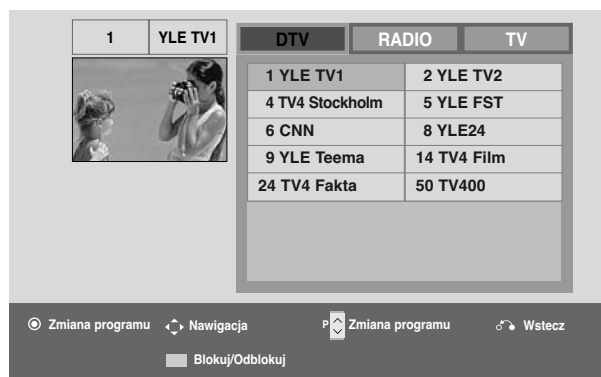 1 YLE TV1
DTV RADIO TV
1 YLE TV1 2 YLE TV2
4 TV4 Stockholm 5 YLE FST
6 CNN 8 YLE24
9 YLE Teema 14 TV4 Film
24 TV4 Fakta 50 TV400
Zmiana programu Nawigacja P Zmiana programu Wstecz
Blokuj/Odblokuj